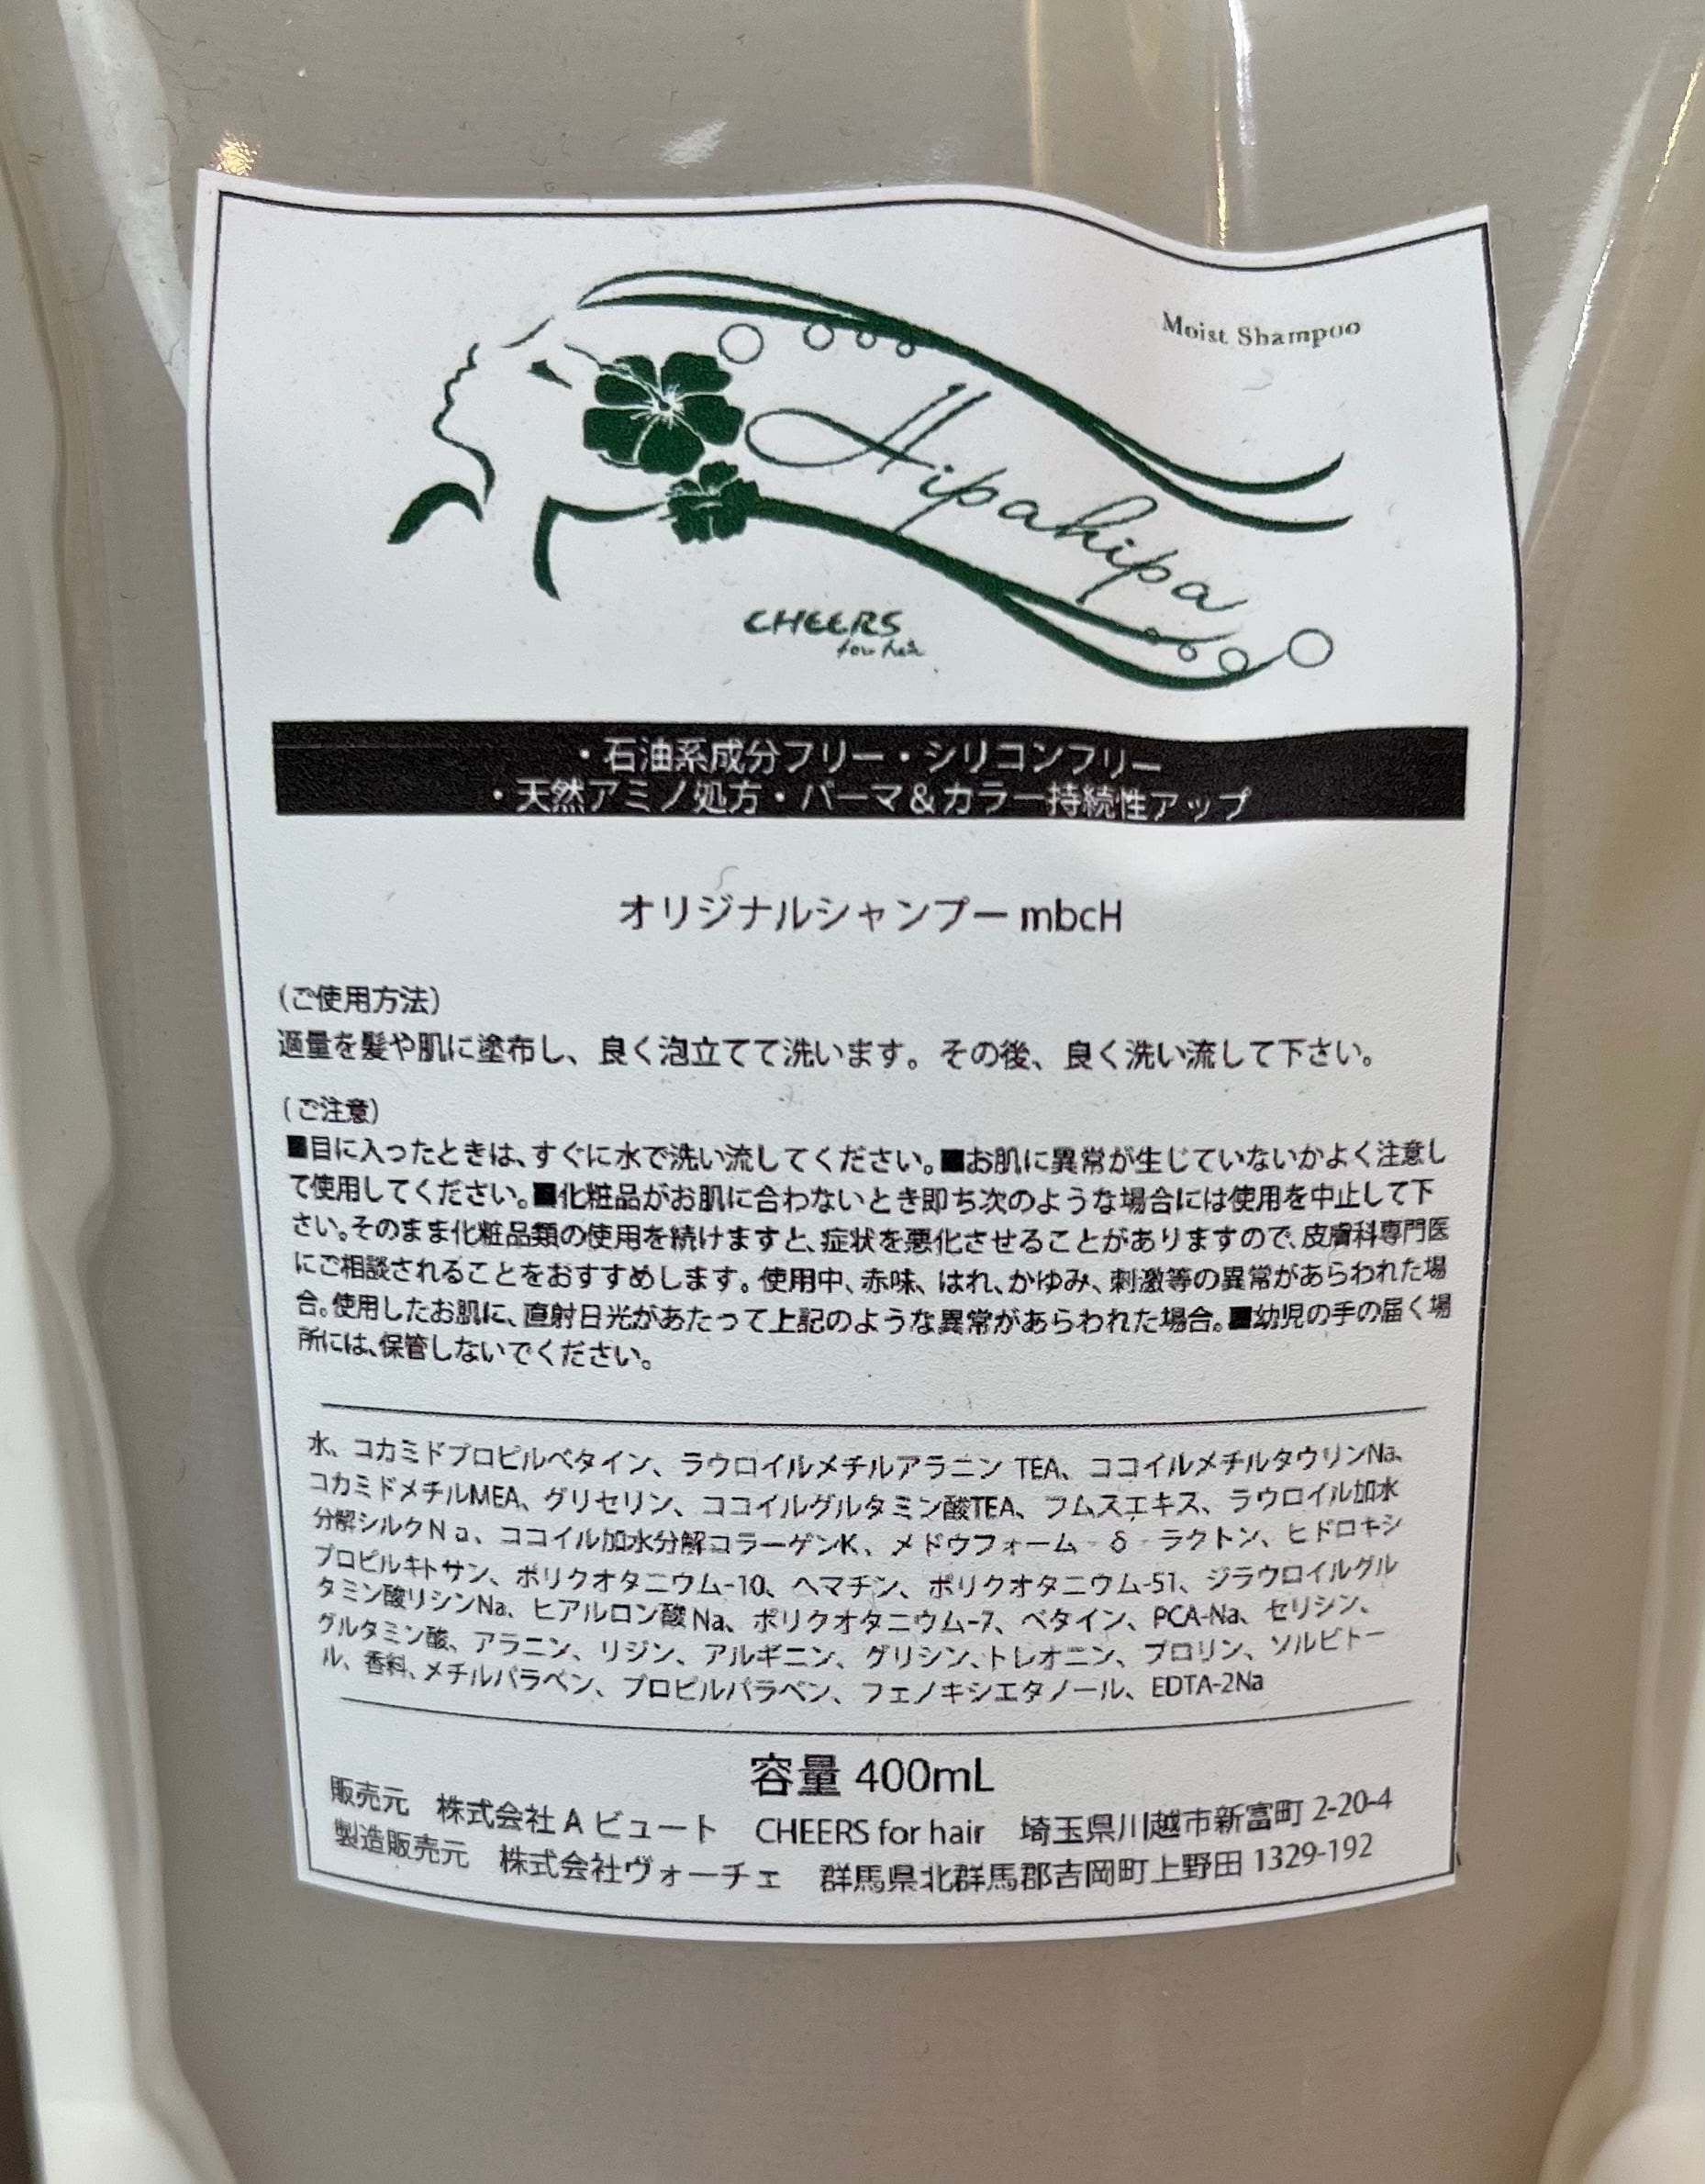 Moist Shampoo
Hipahipa
CHEERS
for hair
・石油系成分フリー・シリコンフリー
・天然アミノ処方・パーマ＆カラー持続性アップ
オリジナルシャンプー mbcH
（ご使用方法）
適量を髪や肌に塗布し、良く泡立てて洗います。その後、良く洗い流して下さい。
（ご注意）
■目に入ったときは、すぐに水で洗い流してください。■お肌に異常が生じていないかよく注意し
て使用してください。■化粧品がお肌に合わないとき即ち次のような場合には使用を中止して下
さい。そのまま化粧品類の使用を続けますと、症状を悪化させることがありますので、皮膚科専門医
にご相談されることをおすすめします。使用中、赤味、はれ、かゆみ、刺激等の異常があらわれた場
合。使用したお肌に、直射日光があたって上記のような異常があらわれた場合。■幼児の手の届く場
所には、保管しないでください。
水、コカミドプロピルベタイン、ラウロイルメチルアラニン TEA、ココイルメチルタウリンNa、
コカミドメチルMEA、グリセリン、ココイルグルタミン酸TEA、フムスエキス、ラウロイル加水
分解シルクＮａ、ココイル加水分解コラーゲンK、メドウフォーム‐δ‐ラクトン、ヒドロキシ
プロピルキトサン、ポリクオタニウム-10、ヘマチン、ポリクオタニウム-51、ジラウロイルグル
タミン酸リシンNa、ヒアルロン酸Na、ポリクオタニウム-7、ベタイン、PCA-Na、セリシン、
グルタミン酸、アラニン、リジン、アルギニン、グリシン、トレオニン、プロリン、ソルビトー
ル、香料、メチルパラベン、プロピルパラベン、フェノキシエタノール、EDTA-2Na
容量 400mL
販売元　株式会社 A ビュート　CHEERS for hair　埼玉県川越市新富町 2-20-4
製造販売元　株式会社ヴォーチェ　群馬県北群馬郡吉岡町上野田 1329-192